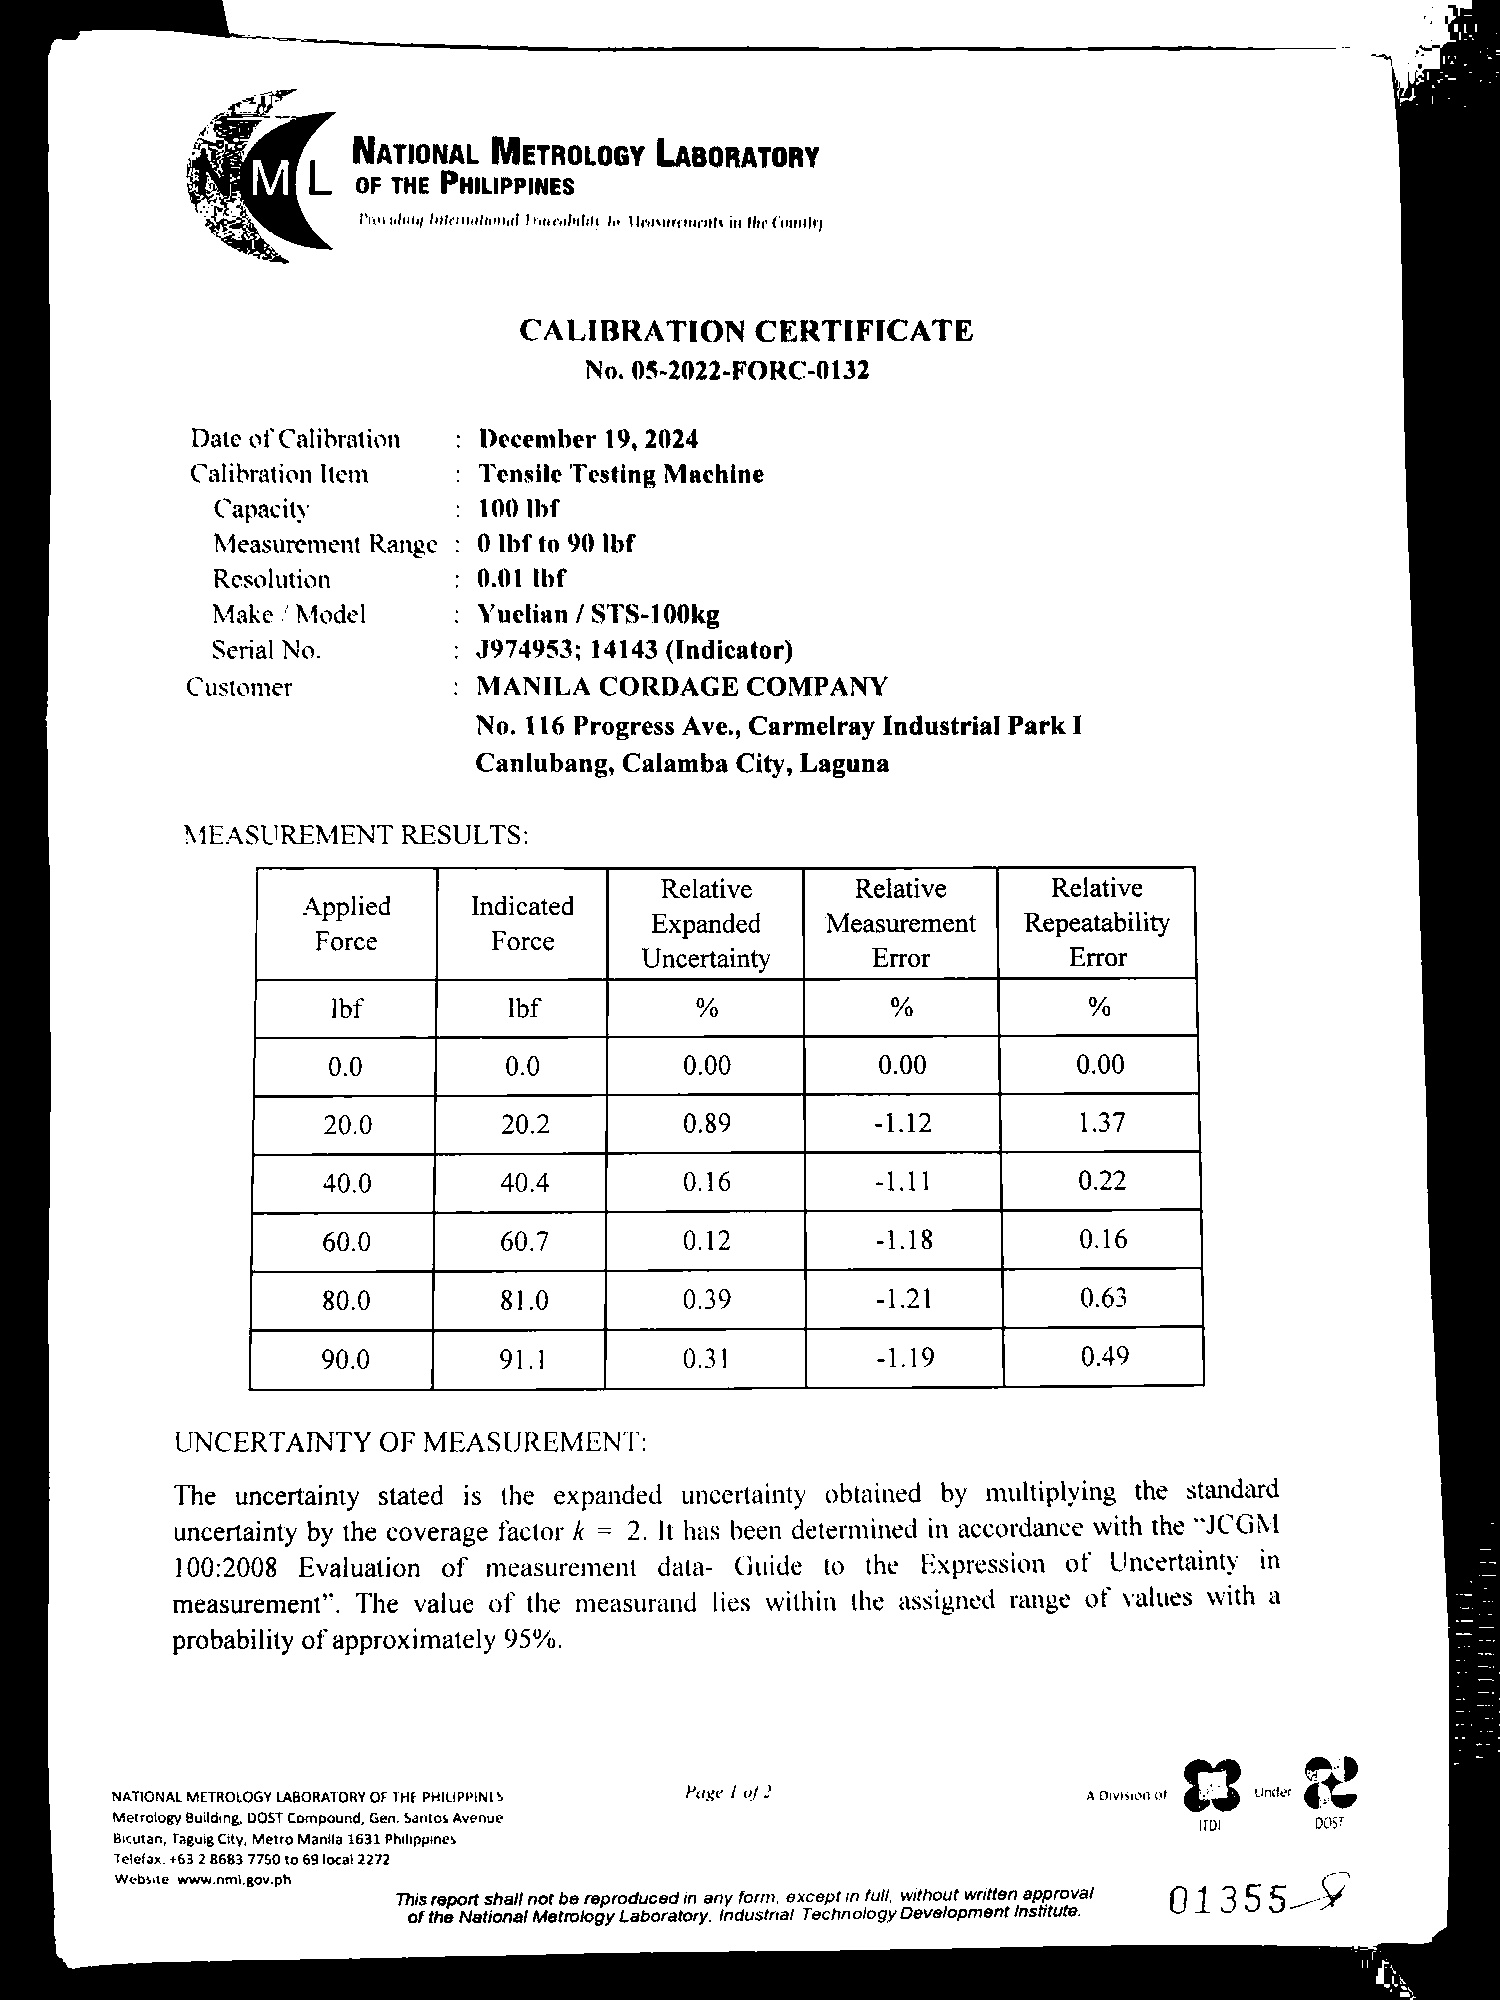 NML
NATIONAL METROLOGY LABORATORY
OF THE PHILIPPINES
Providing International Traceability to Measurements in the Country
CALIBRATION CERTIFICATE
No. 05-2022-FORC-0132
Date of Calibration : December 19, 2024
Calibration Item : Tensile Testing Machine
Capacity : 100 lbf
Measurement Range : 0 lbf to 90 lbf
Resolution : 0.01 lbf
Make / Model : Yuelian / STS-100kg
Serial No. : J974953; 14143 (Indicator)
Customer : MANILA CORDAGE COMPANY
No. 116 Progress Ave., Carmelray Industrial Park I
Canlubang, Calamba City, Laguna
MEASUREMENT RESULTS:
Applied Force Indicated Force Relative Expanded Uncertainty Relative Measurement Error Relative Repeatability Error
lbf lbf % % %
0.0 0.0 0.00 0.00 0.00
20.0 20.2 0.89 -1.12 1.37
40.0 40.4 0.16 -1.11 0.22
60.0 60.7 0.12 -1.18 0.16
80.0 81.0 0.39 -1.21 0.63
90.0 91.1 0.31 -1.19 0.49
UNCERTAINTY OF MEASUREMENT:
The uncertainty stated is the expanded uncertainty obtained by multiplying the standard
uncertainty by the coverage factor k = 2. It has been determined in accordance with the "JCGM
100:2008 Evaluation of measurement data- Guide to the Expression of Uncertainty in
measurement". The value of the measurand lies within the assigned range of values with a
probability of approximately 95%.
NATIONAL METROLOGY LABORATORY OF THE PHILIPPINES
Metrology Building, DOST Compound, Gen. Santos Avenue
Bicutan, Taguig City, Metro Manila 1631 Philippines
Telefax. +63 2 8683 7750 to 69 local 2272
Website www.nml.gov.ph
Page 1 of 2
A Division of ITDI Under DOST
This report shall not be reproduced in any form, except in full, without written approval
of the National Metrology Laboratory, Industrial Technology Development Institute.
01355